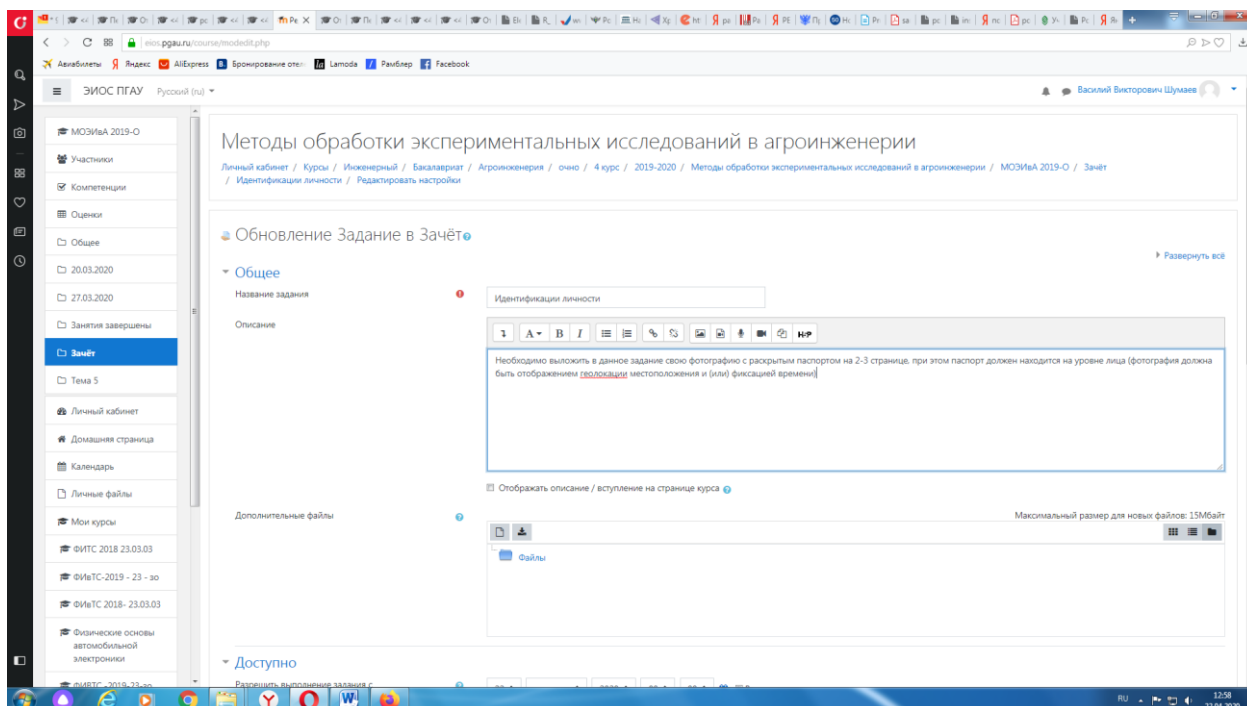 eios.pgau.ru/course/modedit.php
Авиабилеты Яндекс AliExpress Бронирование отел Lamoda Рамблер Facebook
ЭИОС ПГАУ Русский (ru)
Василий Викторович Шумаев
МОЭИвА 2019-О
Участники
Компетенции
Оценки
Общее
20.03.2020
27.03.2020
Занятия завершены
Зачёт
Тема 5
Личный кабинет
Домашняя страница
Календарь
Личные файлы
Мои курсы
ФИТС 2018 23.03.03
ФИвТС-2019 - 23 - зо
ФИвТС 2018- 23.03.03
Физические основы
автомобильной
электроники
ФИВТС -2019-23-зо
Методы обработки экспериментальных исследований в агроинженерии
Личный кабинет / Курсы / Инженерный / Бакалавриат / Агроинженерия / очно / 4 курс / 2019-2020 / Методы обработки экспериментальных исследований в агроинженерии / МОЭИвА 2019-О / Зачёт
/ Идентификации личности / Редактировать настройки
Обновление Задание в Зачёт
Развернуть всё
Общее
Название задания
Идентификации личности
Описание
A B I H-P
Необходимо выложить в данное задание свою фотографию с раскрытым паспортом на 2-3 странице, при этом паспорт должен находится на уровне лица (фотография должна
быть отображением геолокации местоположения и (или) фиксацией времени)
Отображать описание / вступление на странице курса
Дополнительные файлы
Максимальный размер для новых файлов: 15Мбайт
Файлы
Доступно
Разрешить выполнение задания с
RU
12:58